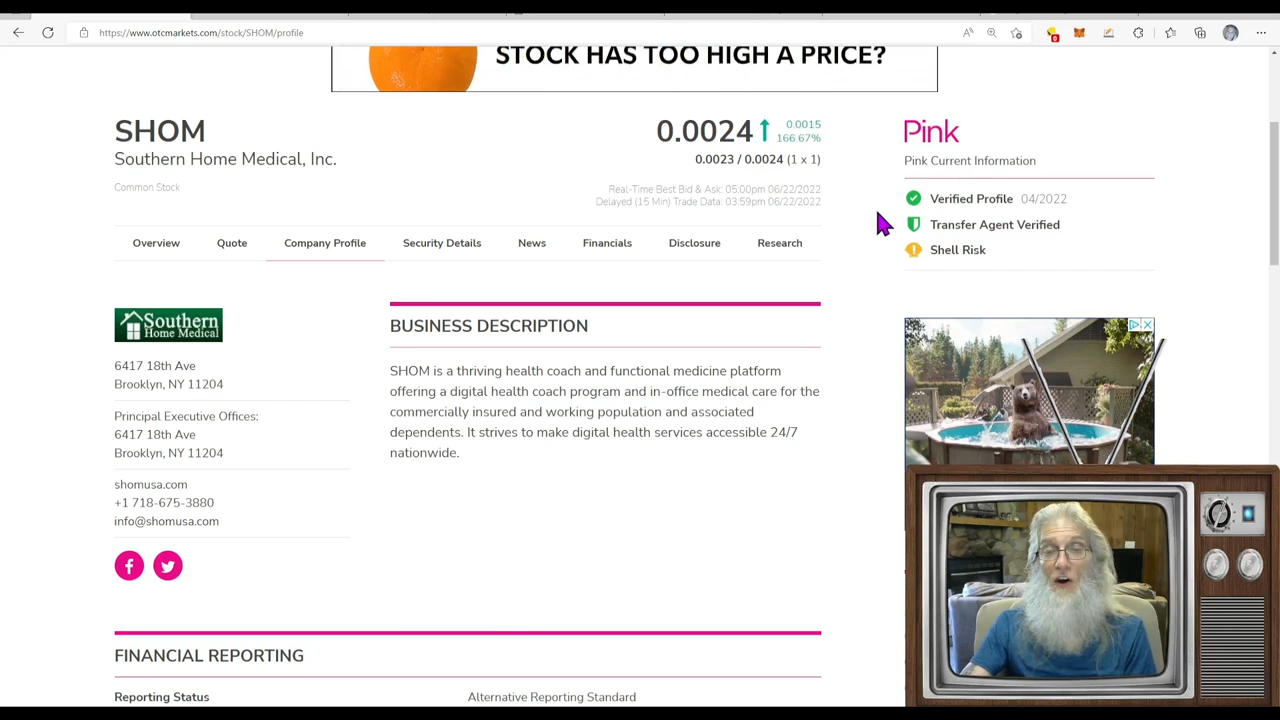 https://www.otcmarkets.com/stock/SHOM/profile
STOCK HAS TOO HIGH A PRICE?
SHOM
Southern Home Medical, Inc.
Common Stock
0.0024
0.0015
166.67%
0.0023 / 0.0024 (1 x 1)
Real-Time Best Bid & Ask: 05:00pm 06/22/2022
Delayed (15 Min) Trade Data: 03:59pm 06/22/2022
Pink
Pink Current Information
Verified Profile 04/2022
Transfer Agent Verified
Shell Risk
Overview Quote Company Profile Security Details News Financials Disclosure Research
Southern
Home Medical
6417 18th Ave
Brooklyn, NY 11204
Principal Executive Offices:
6417 18th Ave
Brooklyn, NY 11204
shomusa.com
+1 718-675-3880
info@shomusa.com
BUSINESS DESCRIPTION
SHOM is a thriving health coach and functional medicine platform
offering a digital health coach program and in-office medical care for the
commercially insured and working population and associated
dependents. It strives to make digital health services accessible 24/7
nationwide.
FINANCIAL REPORTING
Reporting Status Alternative Reporting Standard